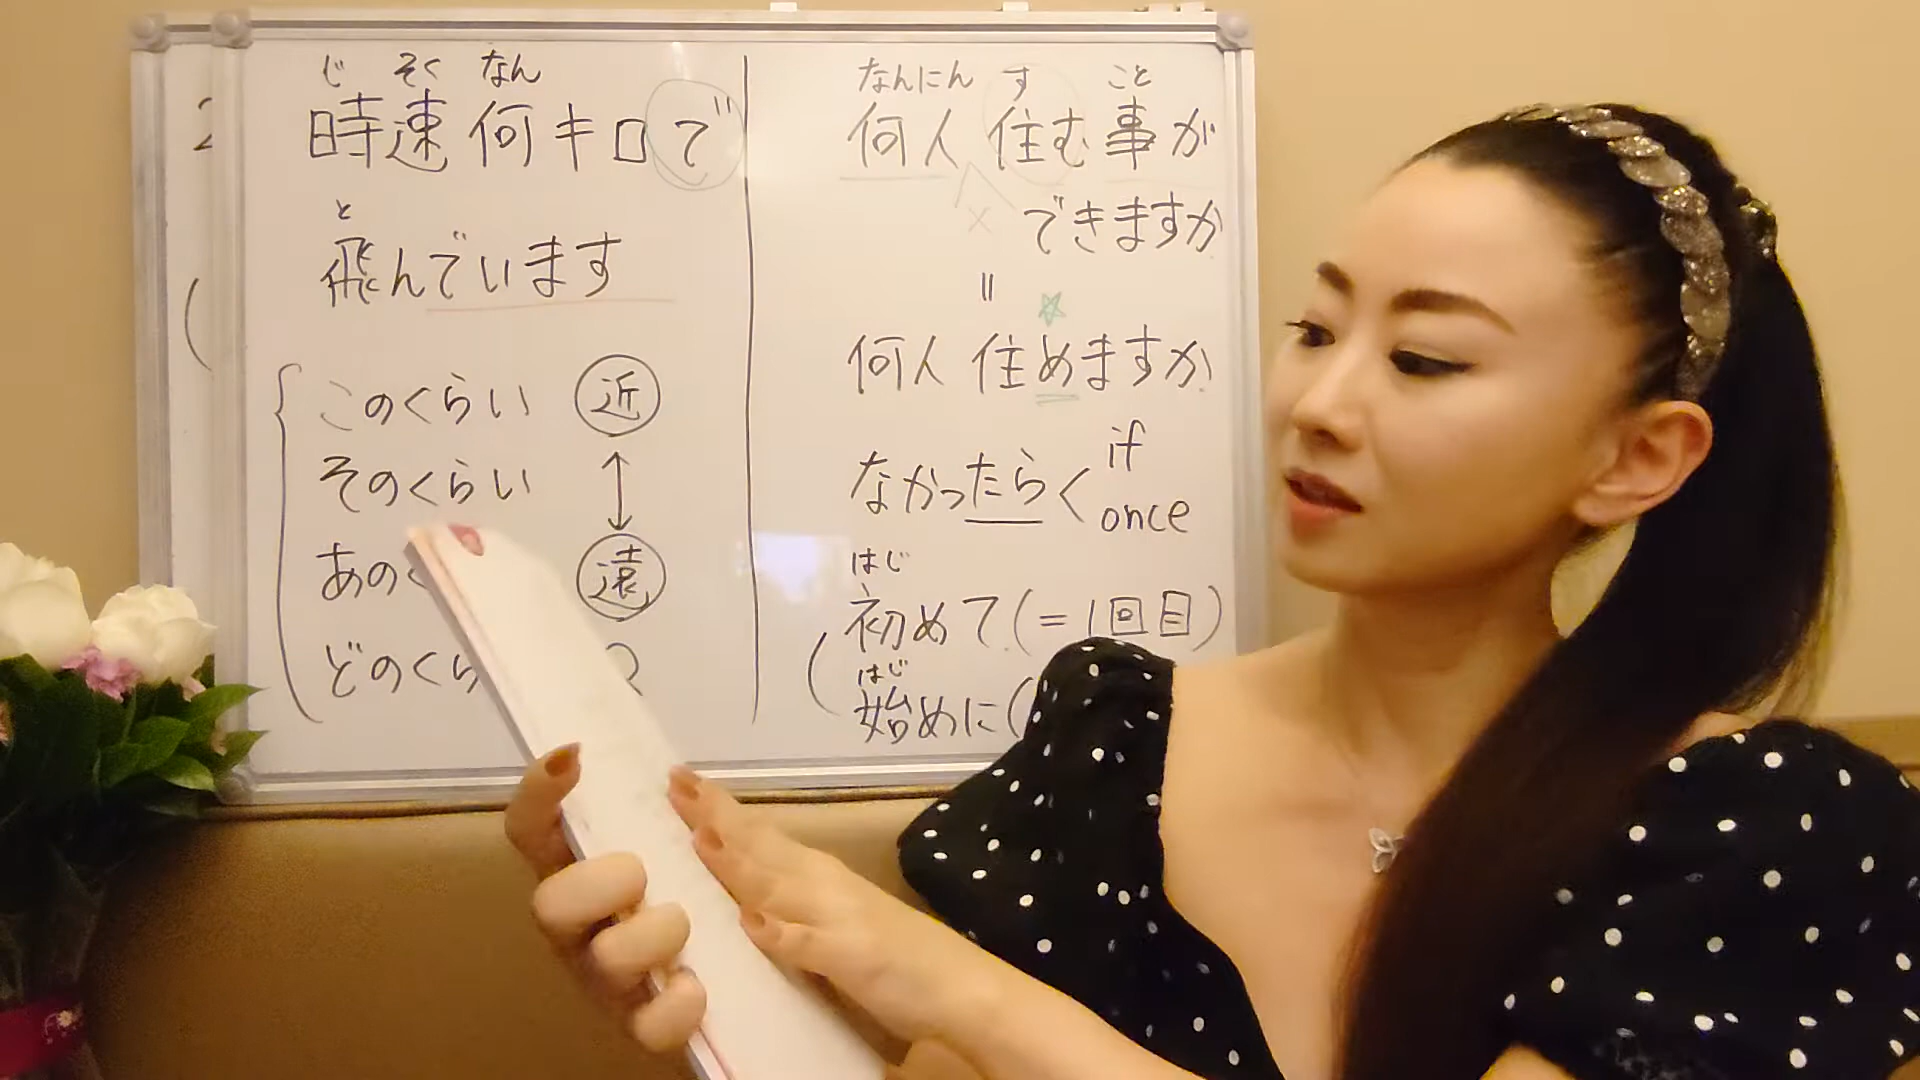 じ そく なん
時速何キロで
と
飛んでいます
このくらい 近
そのくらい
あのく 遠
どのくら
なんにん す こと
何人住む事が
×
できますか
=
何人住めますか
なかったら< if
once
はじ
初めて(=1回目)
はじ
始めに(
2
(